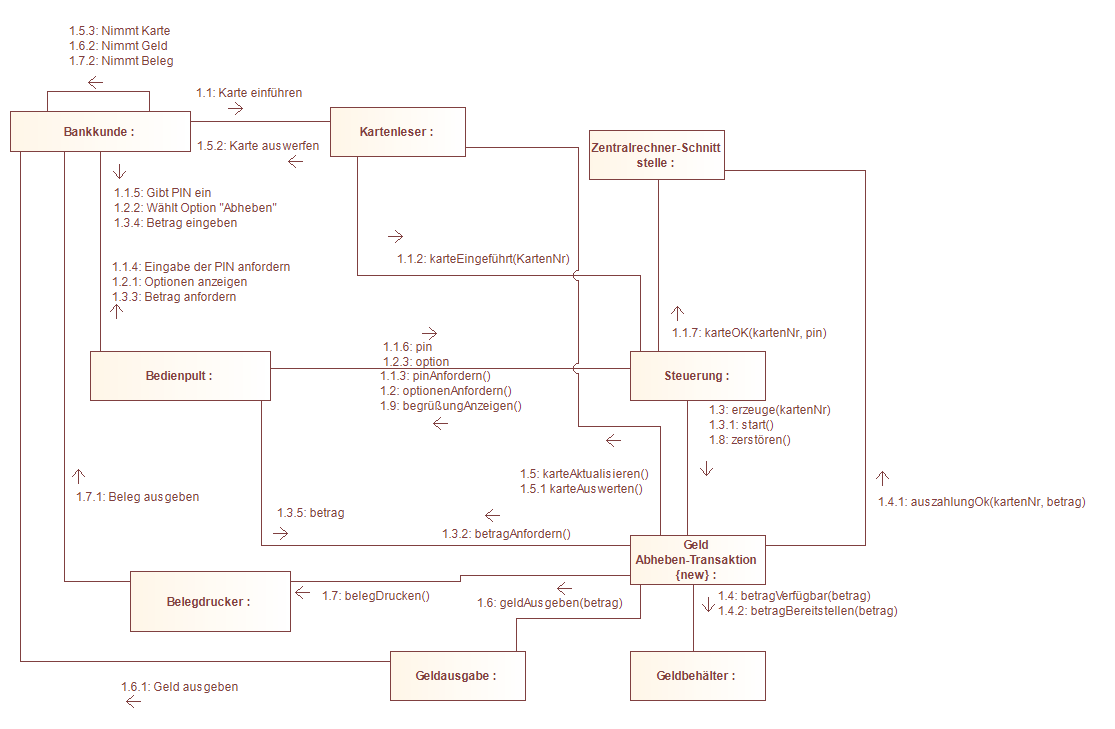 1.5.3: Nimmt Karte
1.6.2: Nimmt Geld
1.7.2: Nimmt Beleg
1.1: Karte einführen
Bankkunde :
Kartenleser :
1.5.2: Karte auswerfen
Zentralrechner-Schnitt
stelle :
1.1.5: Gibt PIN ein
1.2.2: Wählt Option "Abheben"
1.3.4: Betrag eingeben
1.1.2: karteEingeführt(KartenNr)
1.1.4: Eingabe der PIN anfordern
1.2.1: Optionen anzeigen
1.3.3: Betrag anfordern
1.1.7: karteOK(kartenNr, pin)
Bedienpult :
1.1.6: pin
1.2.3: option
1.1.3: pinAnfordern()
1.2: optionenAnfordern()
1.9: begrüßungAnzeigen()
Steuerung :
1.3: erzeuge(kartenNr)
1.3.1: start()
1.8: zerstören()
1.5: karteAktualisieren()
1.5.1 karteAuswerten()
1.7.1: Beleg ausgeben
1.4.1: auszahlungOk(kartenNr, betrag)
1.3.5: betrag
1.3.2: betragAnfordern()
Geld
Abheben-Transaktion
{new} :
Belegdrucker :
1.7: belegDrucken()
1.6: geldAusgeben(betrag)
1.4: betragVerfügbar(betrag)
1.4.2: betragBereitstellen(betrag)
Geldausgabe :
Geldbehälter :
1.6.1: Geld ausgeben